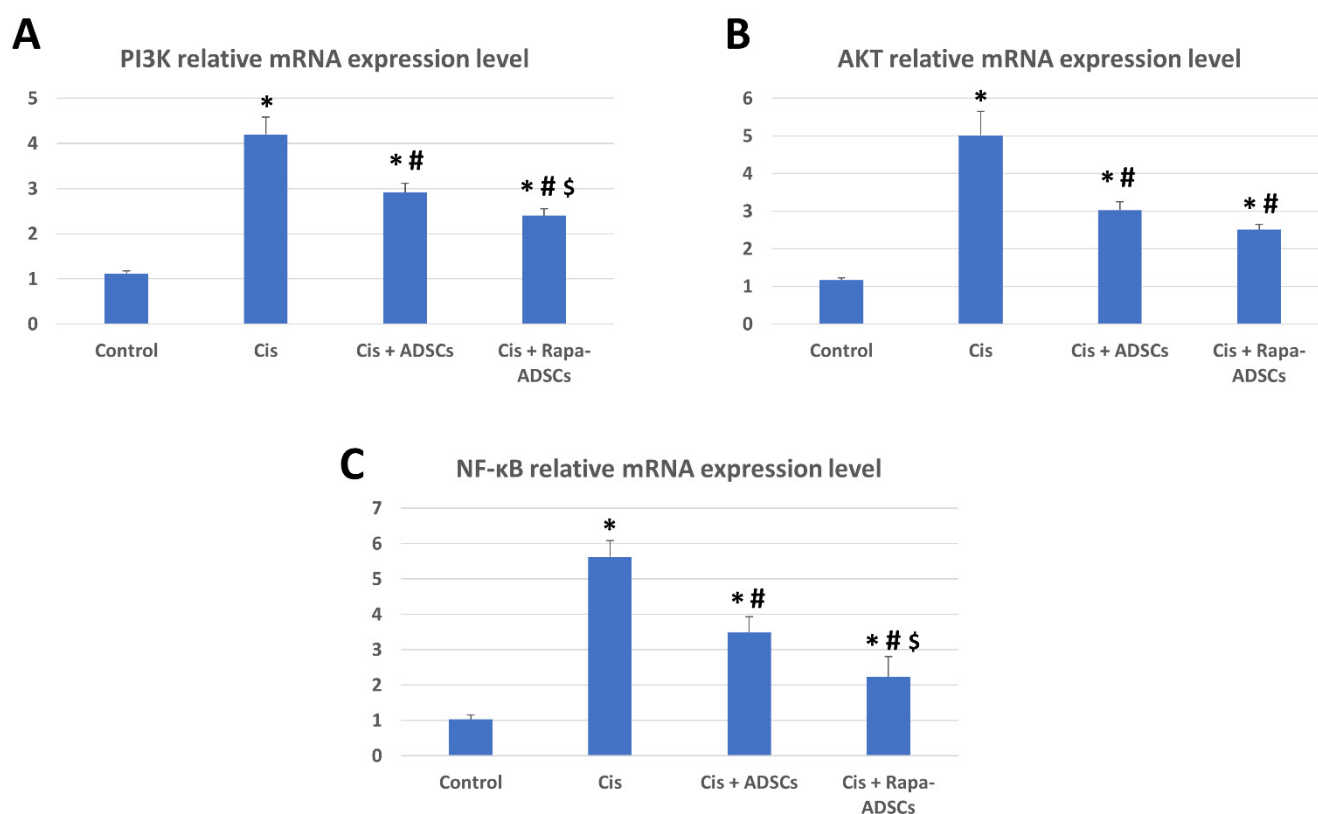 A
PI3K relative mRNA expression level
5
4
3
2
1
0
*
* #
* # $
Control
Cis
Cis + ADSCs
Cis + Rapa-
ADSCs
B
AKT relative mRNA expression level
6
5
4
3
2
1
0
*
* #
* #
Control
Cis
Cis + ADSCs
Cis + Rapa-
ADSCs
C
NF-κB relative mRNA expression level
7
6
5
4
3
2
1
0
*
* #
* # $
Control
Cis
Cis + ADSCs
Cis + Rapa-
ADSCs